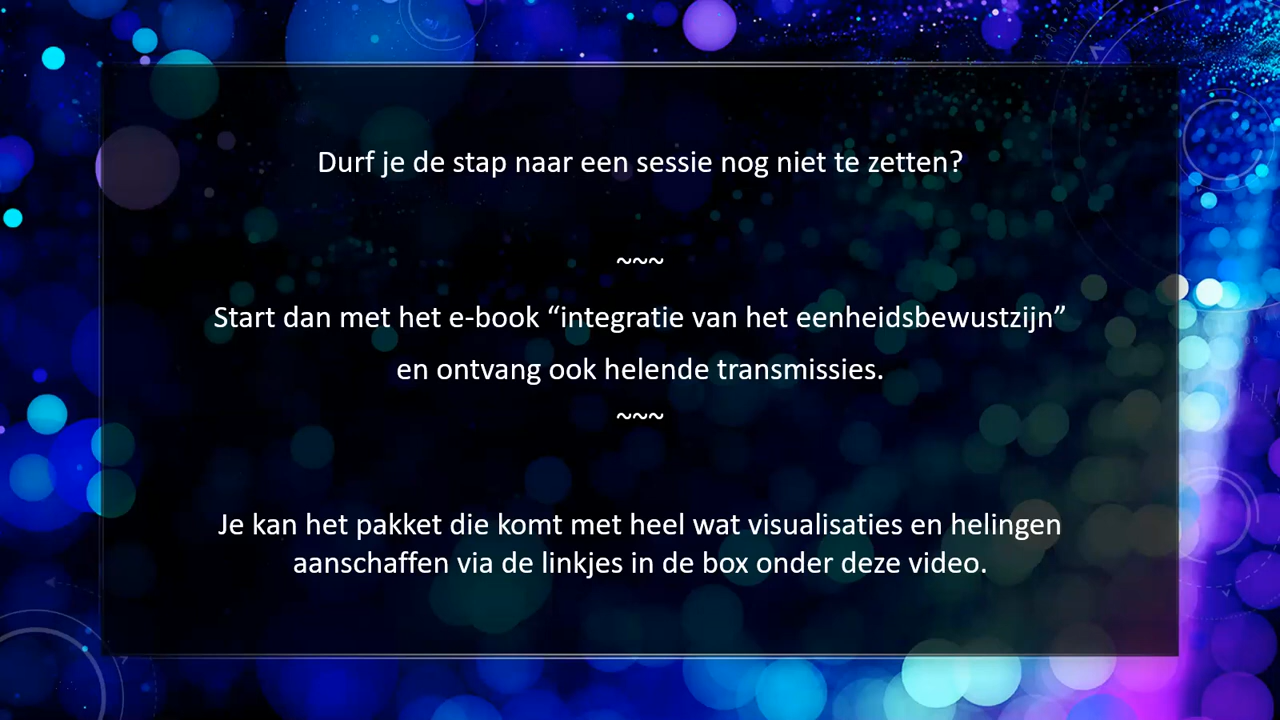 Durf je de stap naar een sessie nog niet te zetten?
~~~
Start dan met het e-book “integratie van het eenheidsbewustzijn”
en ontvang ook helende transmissies.
~~~
Je kan het pakket die komt met heel wat visualisaties en helingen
aanschaffen via de linkjes in de box onder deze video.